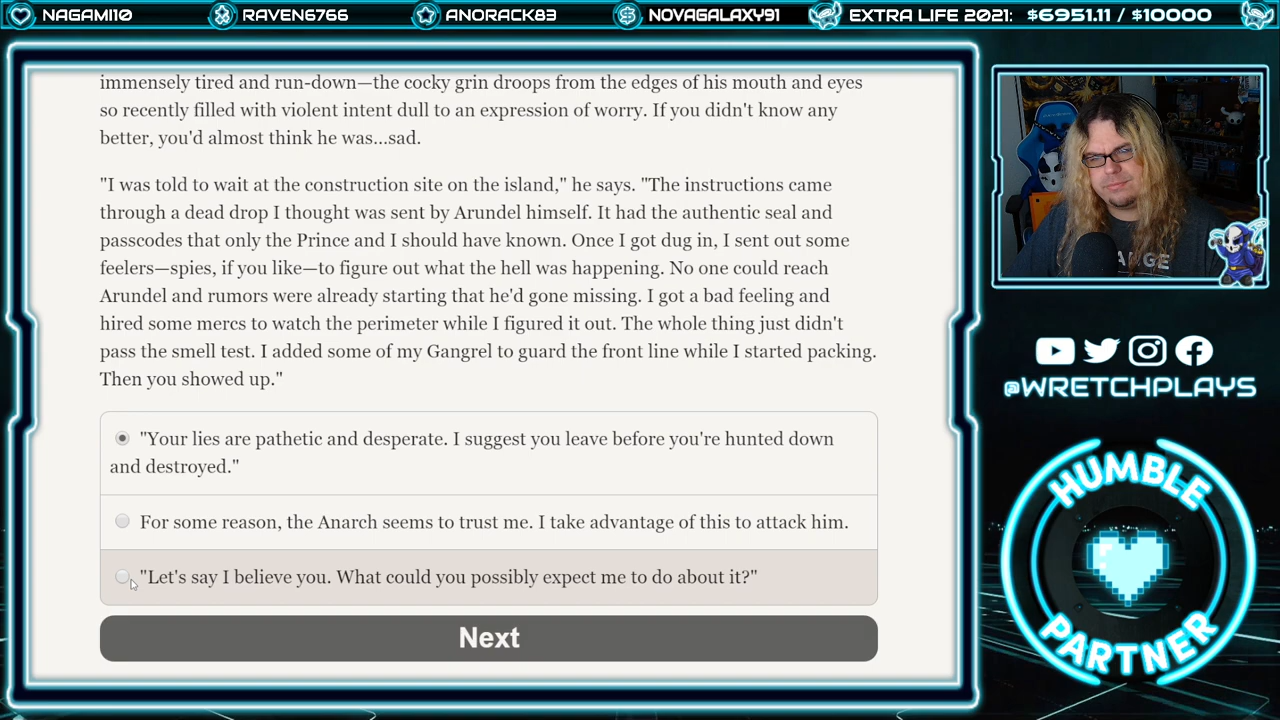 NAGAMI10
RAVEN6766
ANORACK83
NOVAGALAXY91
EXTRA LIFE 2021: $6951.11 / $10000
immensely tired and run-down—the cocky grin droops from the edges of his mouth and eyes
so recently filled with violent intent dull to an expression of worry. If you didn't know any
better, you'd almost think he was...sad.
"I was told to wait at the construction site on the island," he says. "The instructions came
through a dead drop I thought was sent by Arundel himself. It had the authentic seal and
passcodes that only the Prince and I should have known. Once I got dug in, I sent out some
feelers—spies, if you like—to figure out what the hell was happening. No one could reach
Arundel and rumors were already starting that he'd gone missing. I got a bad feeling and
hired some mercs to watch the perimeter while I figured it out. The whole thing just didn't
pass the smell test. I added some of my Gangrel to guard the front line while I started packing.
Then you showed up."
"Your lies are pathetic and desperate. I suggest you leave before you're hunted down
and destroyed."
For some reason, the Anarch seems to trust me. I take advantage of this to attack him.
"Let's say I believe you. What could you possibly expect me to do about it?"
Next
@WRETCHPLAYS
HUMBLE
PARTNER